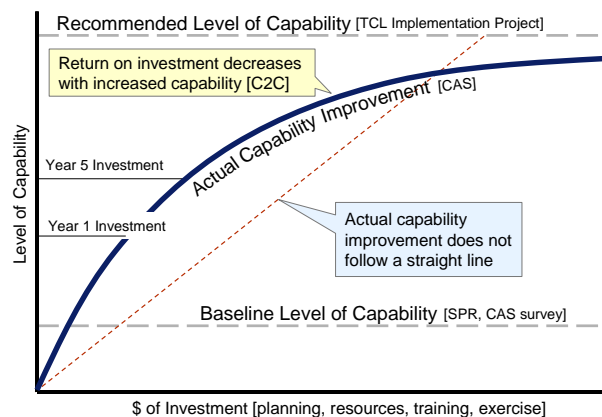 Recommended Level of Capability [TCL Implementation Project]
Return on investment decreases
with increased capability [C2C]
Actual Capability Improvement [CAS]
Year 5 Investment
Year 1 Investment
Level of Capability
Actual capability
improvement does not
follow a straight line
Baseline Level of Capability [SPR, CAS survey]
$ of Investment [planning, resources, training, exercise]